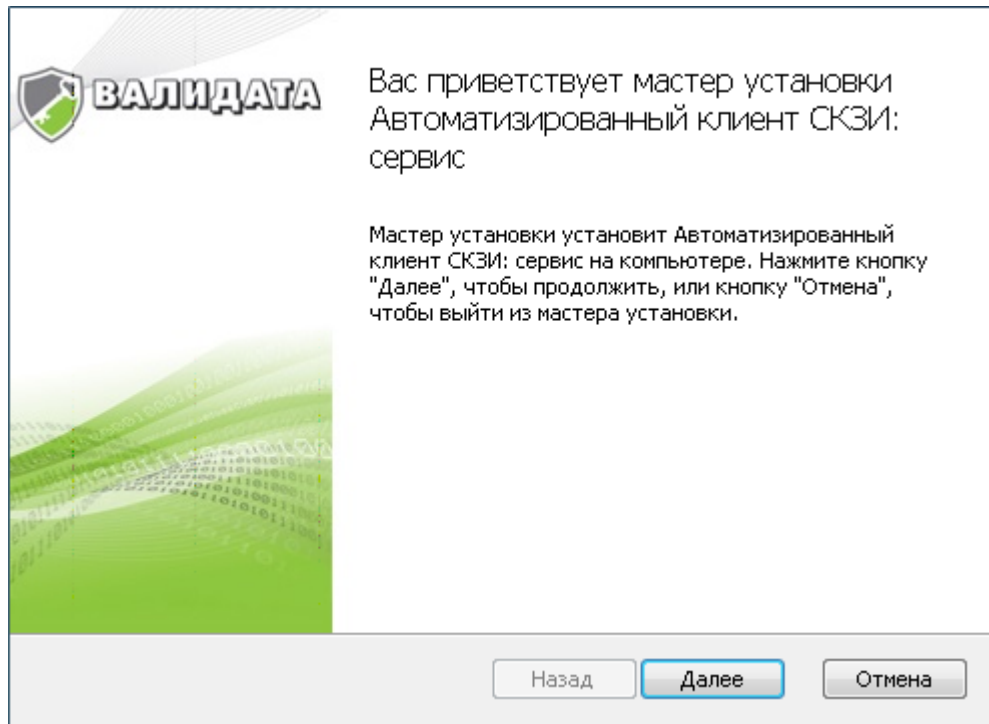 ВАЛИДАТА
Вас приветствует мастер установки
Автоматизированный клиент СКЗИ:
сервис
Мастер установки установит Автоматизированный
клиент СКЗИ: сервис на компьютере. Нажмите кнопку
"Далее", чтобы продолжить, или кнопку "Отмена",
чтобы выйти из мастера установки.
Назад
Далее
Отмена